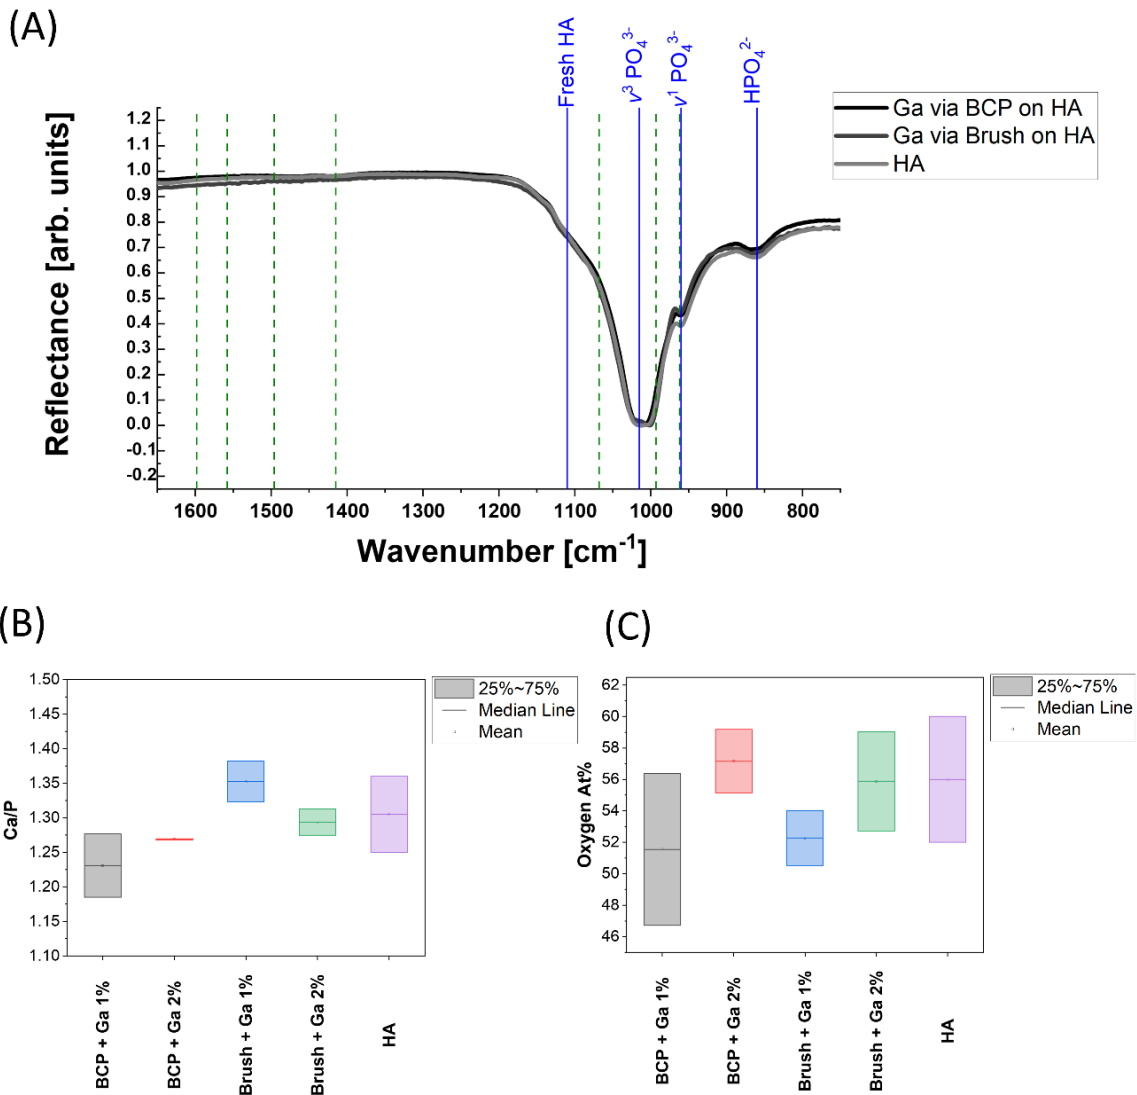 (A)
Fresh HA
v3 PO43-
v1 PO43-
HPO42-
Ga via BCP on HA
Ga via Brush on HA
HA
Reflectance [arb. units]
1.2
1.1
1.0
0.9
0.8
0.7
0.6
0.5
0.4
0.3
0.2
0.1
0.0
-0.1
-0.2
1600 1500 1400 1300 1200 1100 1000 900 800
Wavenumber [cm-1]
(B)
Ca/P
1.50
1.45
1.40
1.35
1.30
1.25
1.20
1.15
1.10
BCP + Ga 1%
BCP + Ga 2%
Brush + Ga 1%
Brush + Ga 2%
HA
25%~75%
Median Line
Mean
(C)
Oxygen At%
62
60
58
56
54
52
50
48
46
BCP + Ga 1%
BCP + Ga 2%
Brush + Ga 1%
Brush + Ga 2%
HA
25%~75%
Median Line
Mean